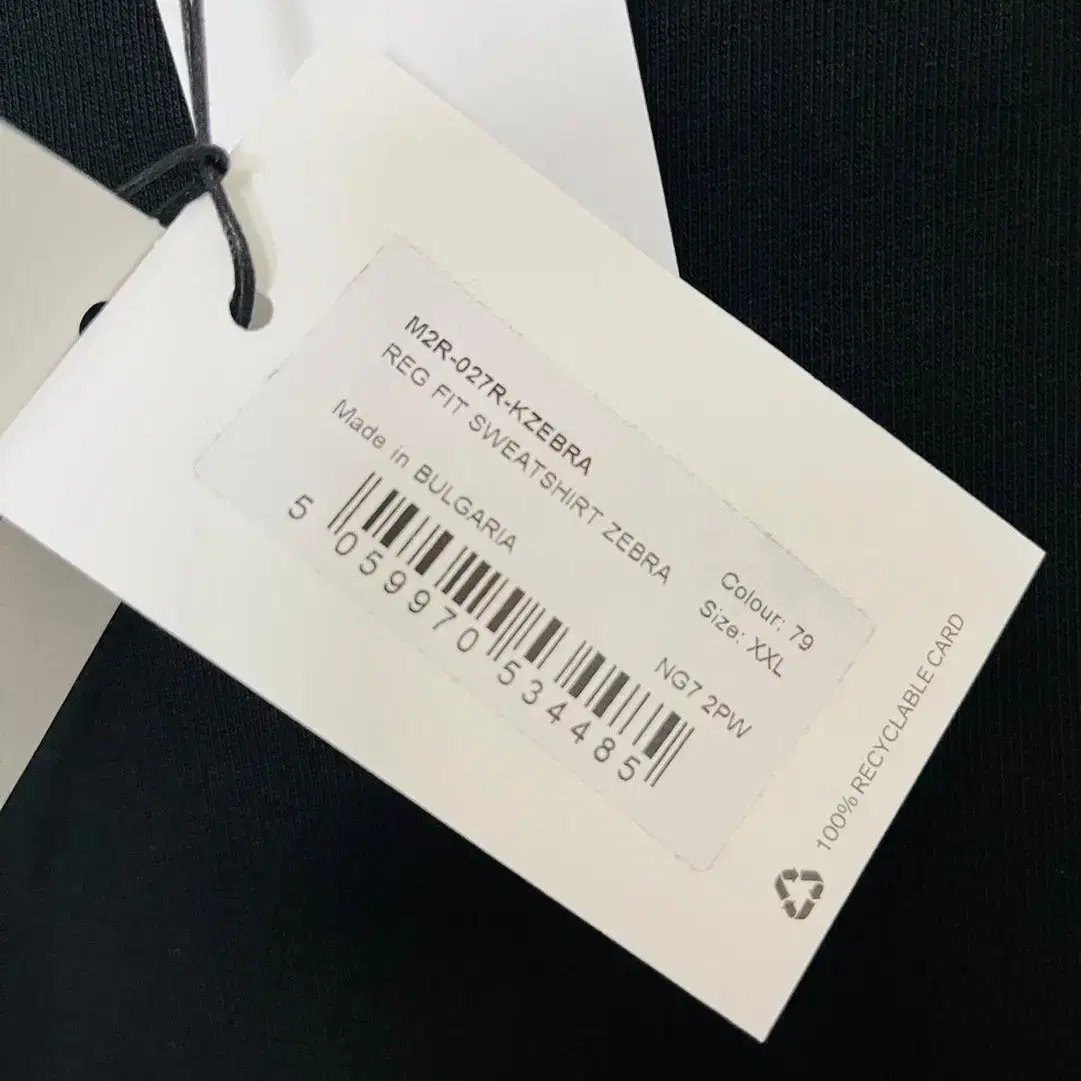 M2R-027R-KZEBRA
REG FIT SWEATSHIRT ZEBRA
Made in BULGARIA
Colour: 79
Size: XXL
NG7 2PW
5 059970 534485
100% RECYCLABLE CARD